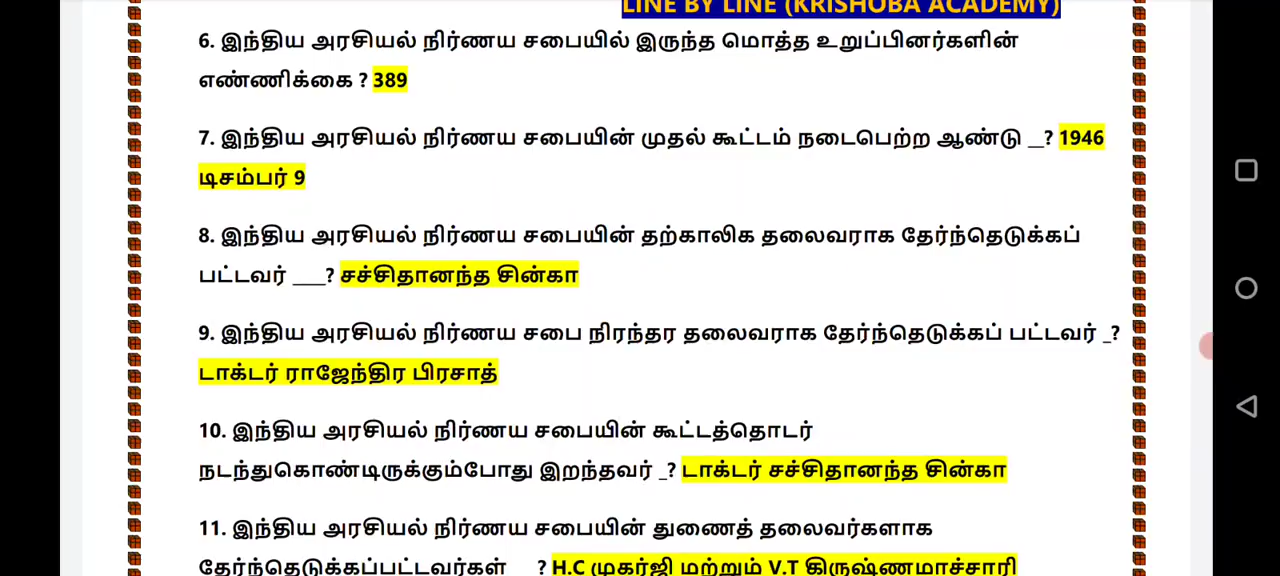 LINE BY LINE (KRISHOBA ACADEMY)
6. இந்திய அரசியல் நிர்ணய சபையில் இருந்த மொத்த உறுப்பினர்களின்
எண்ணிக்கை ? 389
7. இந்திய அரசியல் நிர்ணய சபையின் முதல் கூட்டம் நடைபெற்ற ஆண்டு __? 1946
டிசம்பர் 9
8. இந்திய அரசியல் நிர்ணய சபையின் தற்காலிக தலைவராக தேர்ந்தெடுக்கப்
பட்டவர் ___? சச்சிதானந்த சின்கா
9. இந்திய அரசியல் நிர்ணய சபை நிரந்தர தலைவராக தேர்ந்தெடுக்கப் பட்டவர் _?
டாக்டர் ராஜேந்திர பிரசாத்
10. இந்திய அரசியல் நிர்ணய சபையின் கூட்டத்தொடர்
நடந்துகொண்டிருக்கும்போது இறந்தவர் _? டாக்டர் சச்சிதானந்த சின்கா
11. இந்திய அரசியல் நிர்ணய சபையின் துணைத் தலைவர்களாக
தேர்ந்தெடுக்கப்பட்டவர்கள் __? H.C முகர்ஜி மற்றும் V.T கிருஷ்ணமாச்சாரி